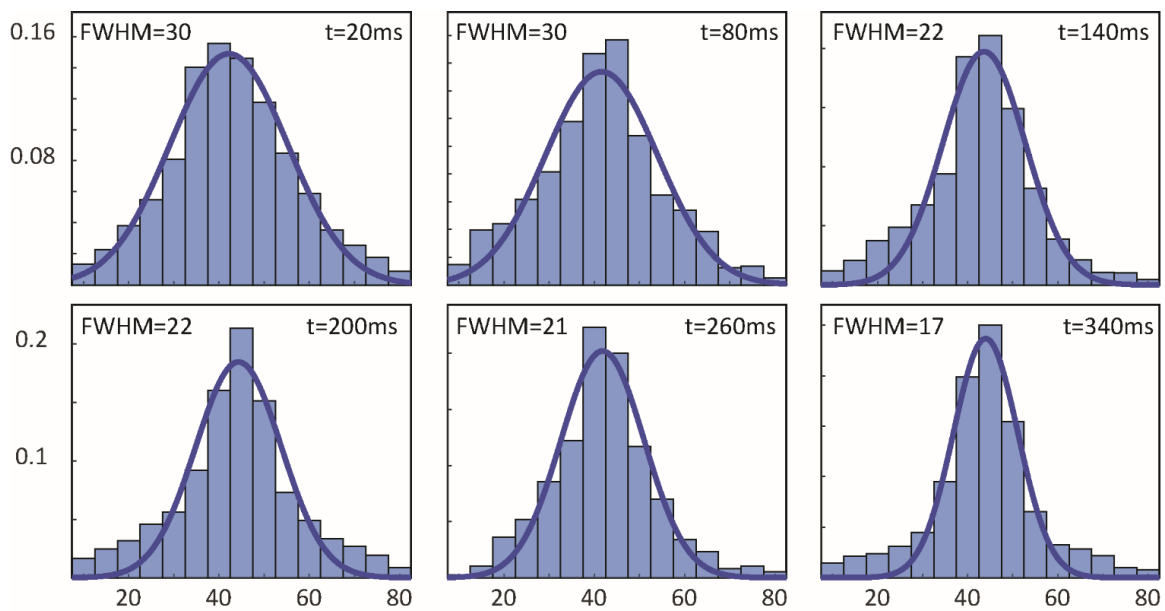 0.16
0.08
FWHM=30 t=20ms
FWHM=30 t=80ms
FWHM=22 t=140ms
0.2
0.1
FWHM=22 t=200ms
FWHM=21 t=260ms
FWHM=17 t=340ms
20 40 60 80
20 40 60 80
20 40 60 80